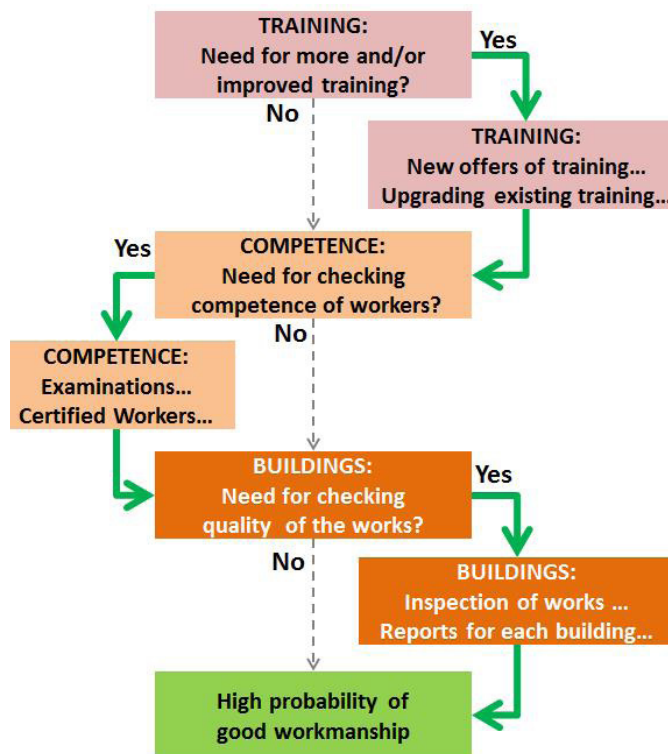 TRAINING:
Need for more and/or
improved training?
Yes
No
TRAINING:
New offers of training...
Upgrading existing training...
Yes
COMPETENCE:
Need for checking
competence of workers?
No
COMPETENCE:
Examinations...
Certified Workers...
BUILDINGS:
Need for checking
quality of the works?
Yes
No
BUILDINGS:
Inspection of works ...
Reports for each building...
High probability of
good workmanship